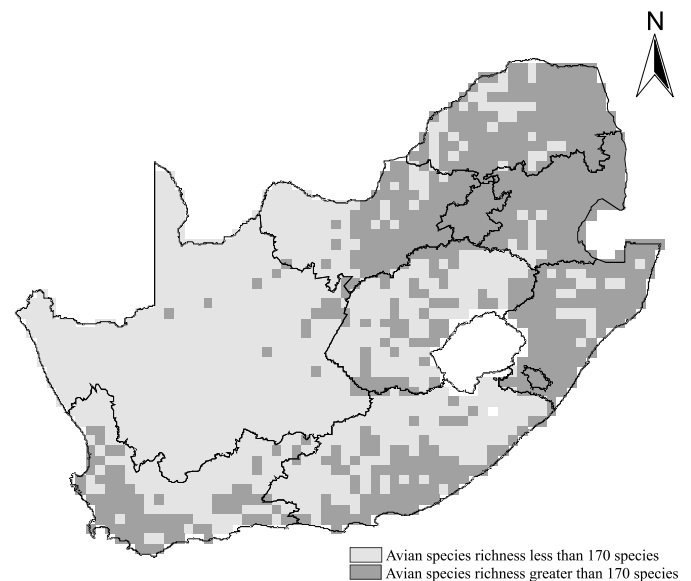 N
Avian species richness less than 170 species
Avian species richness greater than 170 species